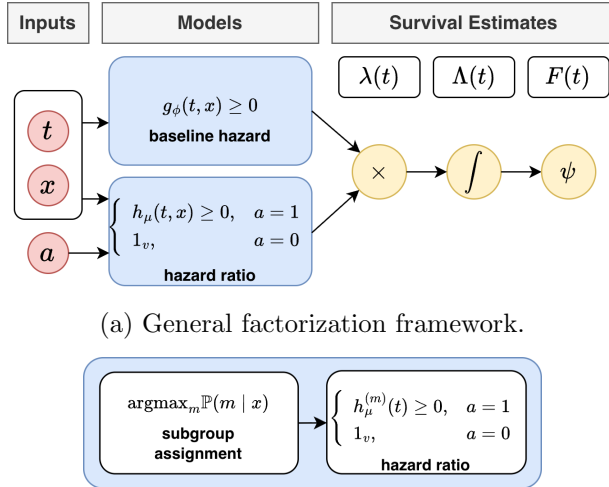 Inputs Models Survival Estimates
λ(t) Λ(t) F(t)
g_ϕ(t, x) ≥ 0
baseline hazard
t
x
a
h_μ(t, x) ≥ 0, a = 1
1_v, a = 0
hazard ratio
× ∫ ψ
(a) General factorization framework.
argmax_m ℙ(m | x)
subgroup
assignment
h_μ^(m)(t) ≥ 0, a = 1
1_v, a = 0
hazard ratio